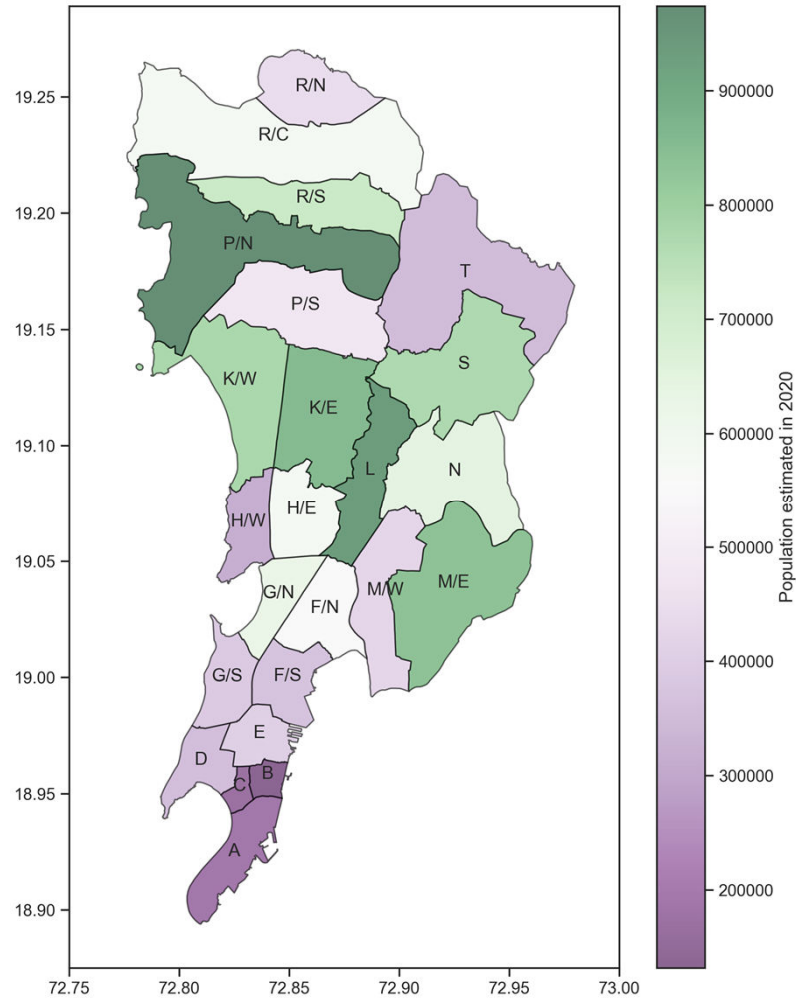 R/N
19.25
R/C
900000
R/S
19.20
P/N
800000
T
P/S
19.15
700000
S
K/W
K/E
19.10
600000
L
N
H/E
H/W
500000
19.05
M/E
M/W
G/N
F/N
400000
19.00
G/S
F/S
E
300000
D
B
C
18.95
A
200000
18.90
72.75 72.80 72.85 72.90 72.95 73.00
Population estimated in 2020